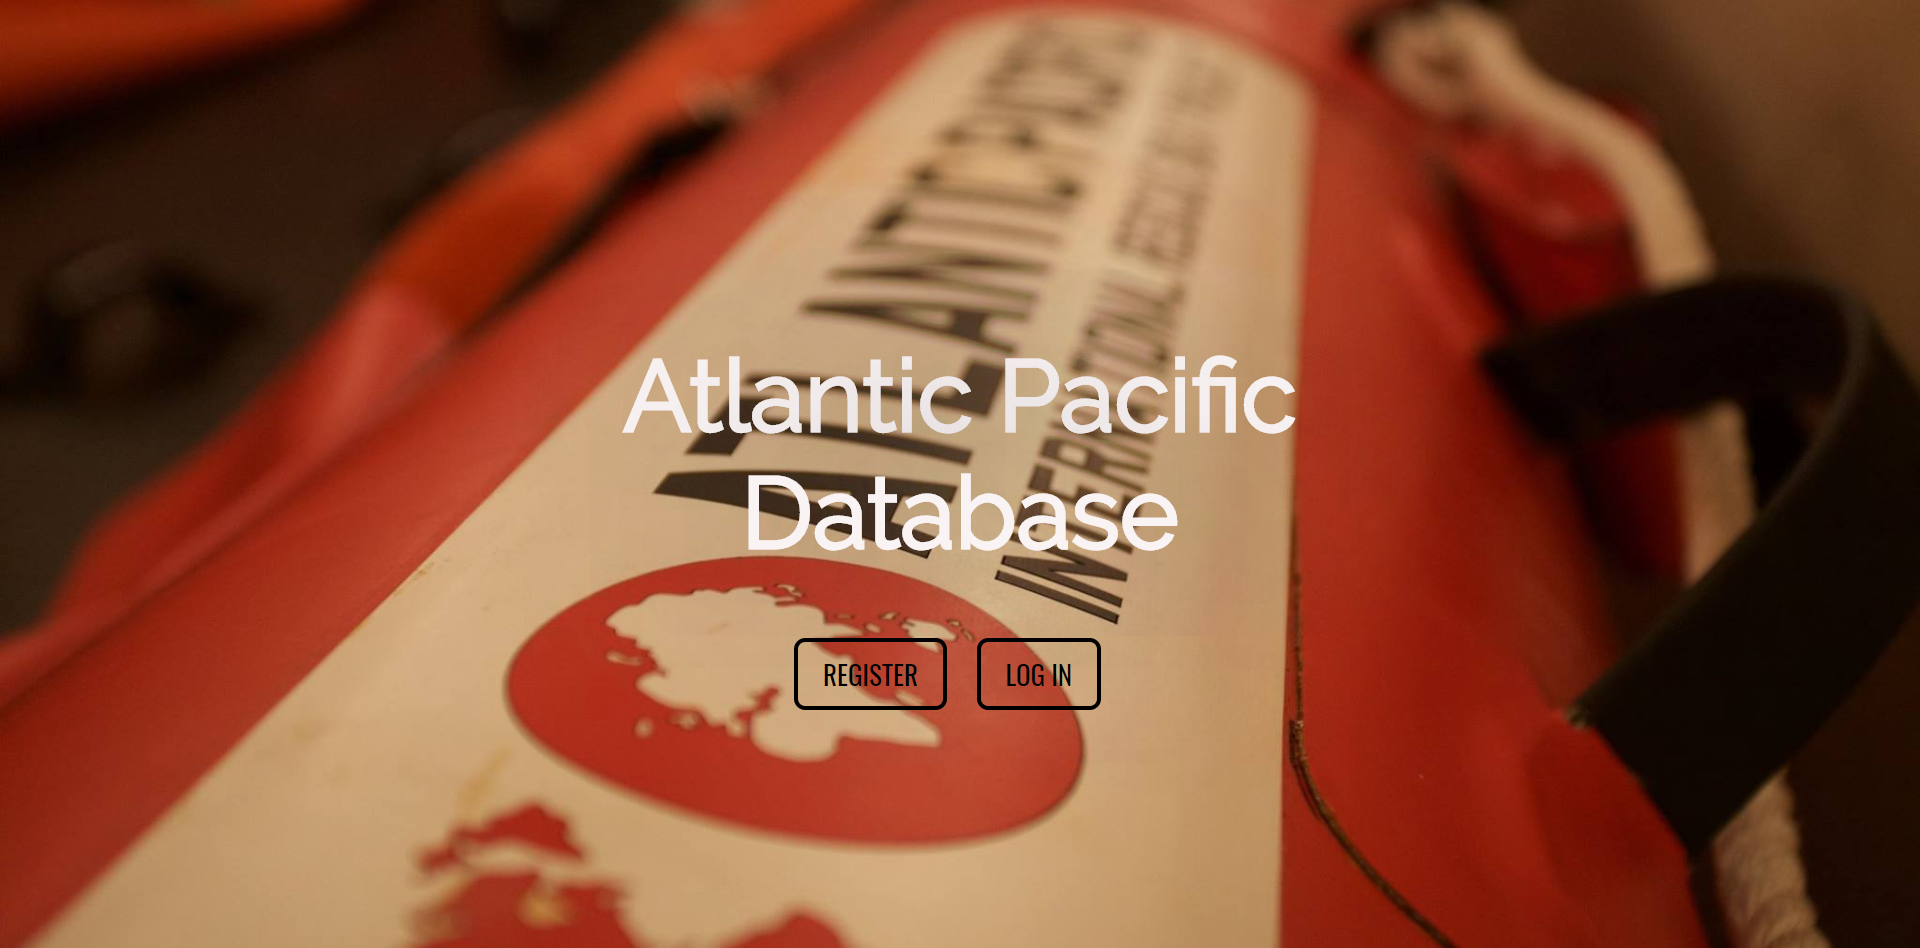 Atlantic Pacific
Database
REGISTER
LOG IN
ATLANTIC PACIFIC
INTERNATIONAL